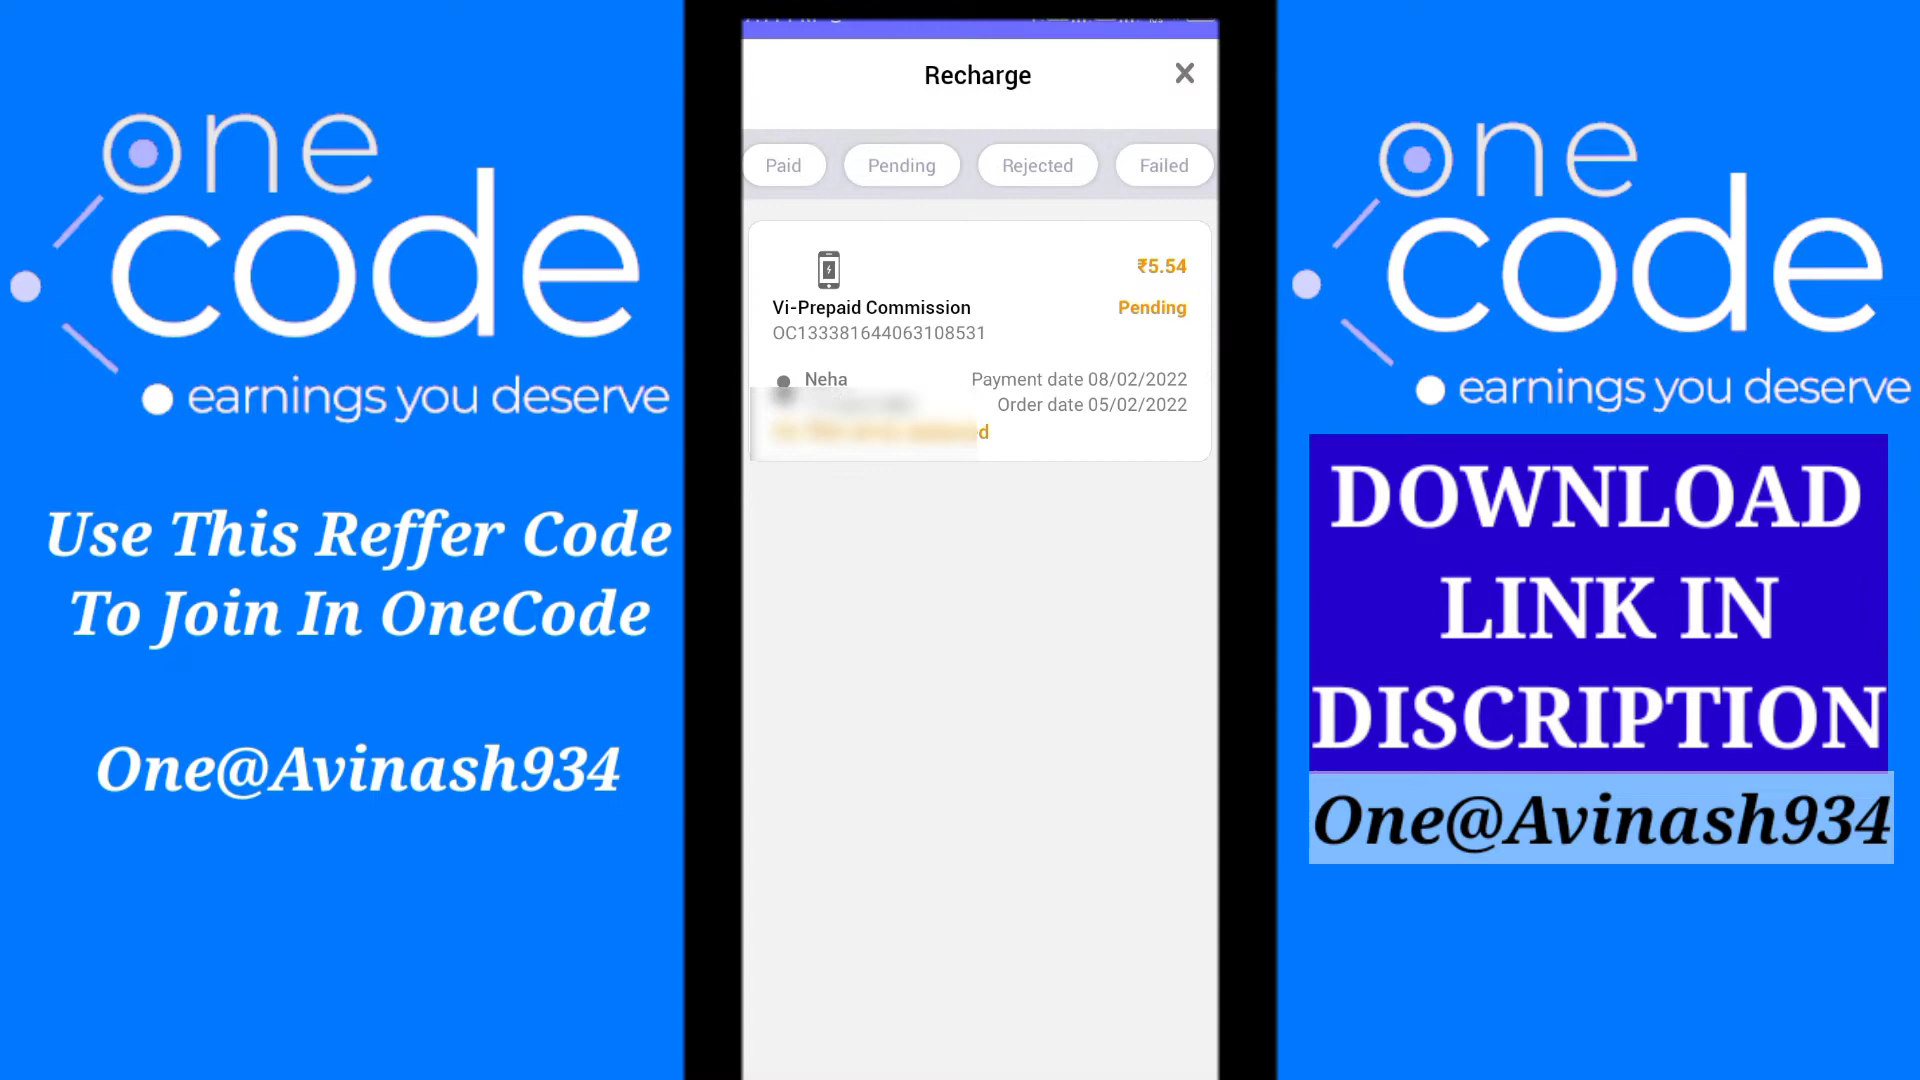 one
code
earnings you deserve
Use This Reffer Code
To Join In OneCode
One@Avinash934
Recharge
Paid
Pending
Rejected
Failed
₹5.54
Vi-Prepaid Commission
Pending
OC133381644063108531
Neha
Payment date 08/02/2022
Order date 05/02/2022
one
code
earnings you deserve
DOWNLOAD
LINK IN
DISCRIPTION
One@Avinash934